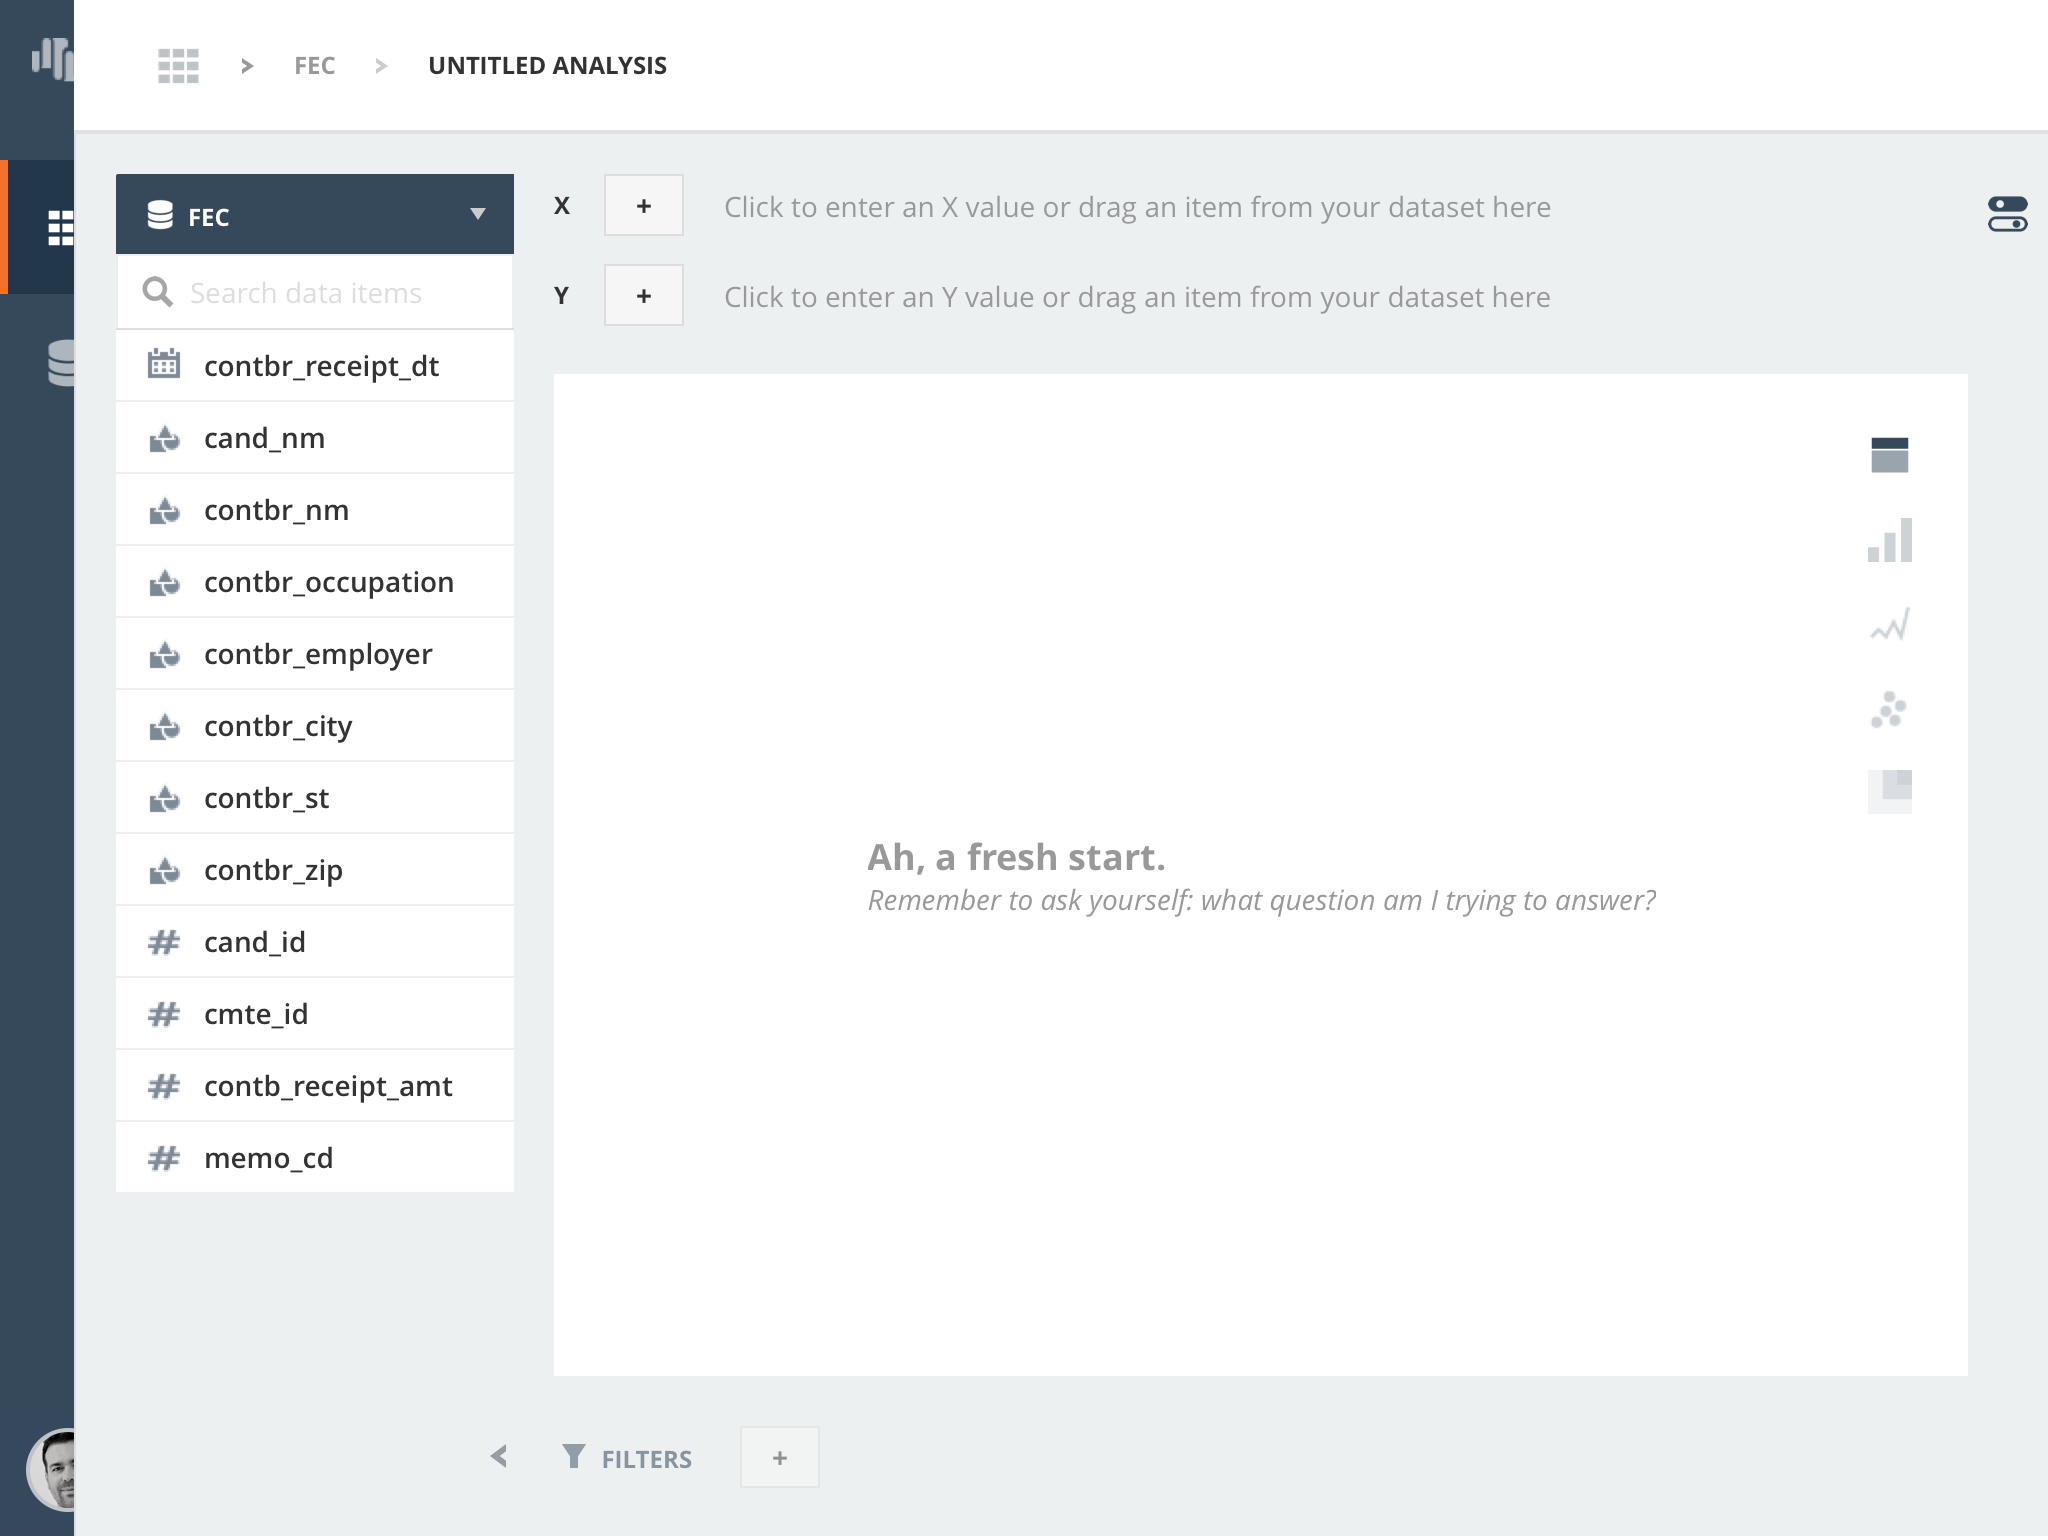 > FEC > UNTITLED ANALYSIS
FEC
Search data items
contbr_receipt_dt
cand_nm
contbr_nm
contbr_occupation
contbr_employer
contbr_city
contbr_st
contbr_zip
cand_id
cmte_id
contb_receipt_amt
memo_cd
X + Click to enter an X value or drag an item from your dataset here
Y + Click to enter an Y value or drag an item from your dataset here
Ah, a fresh start.
Remember to ask yourself: what question am I trying to answer?
FILTERS +